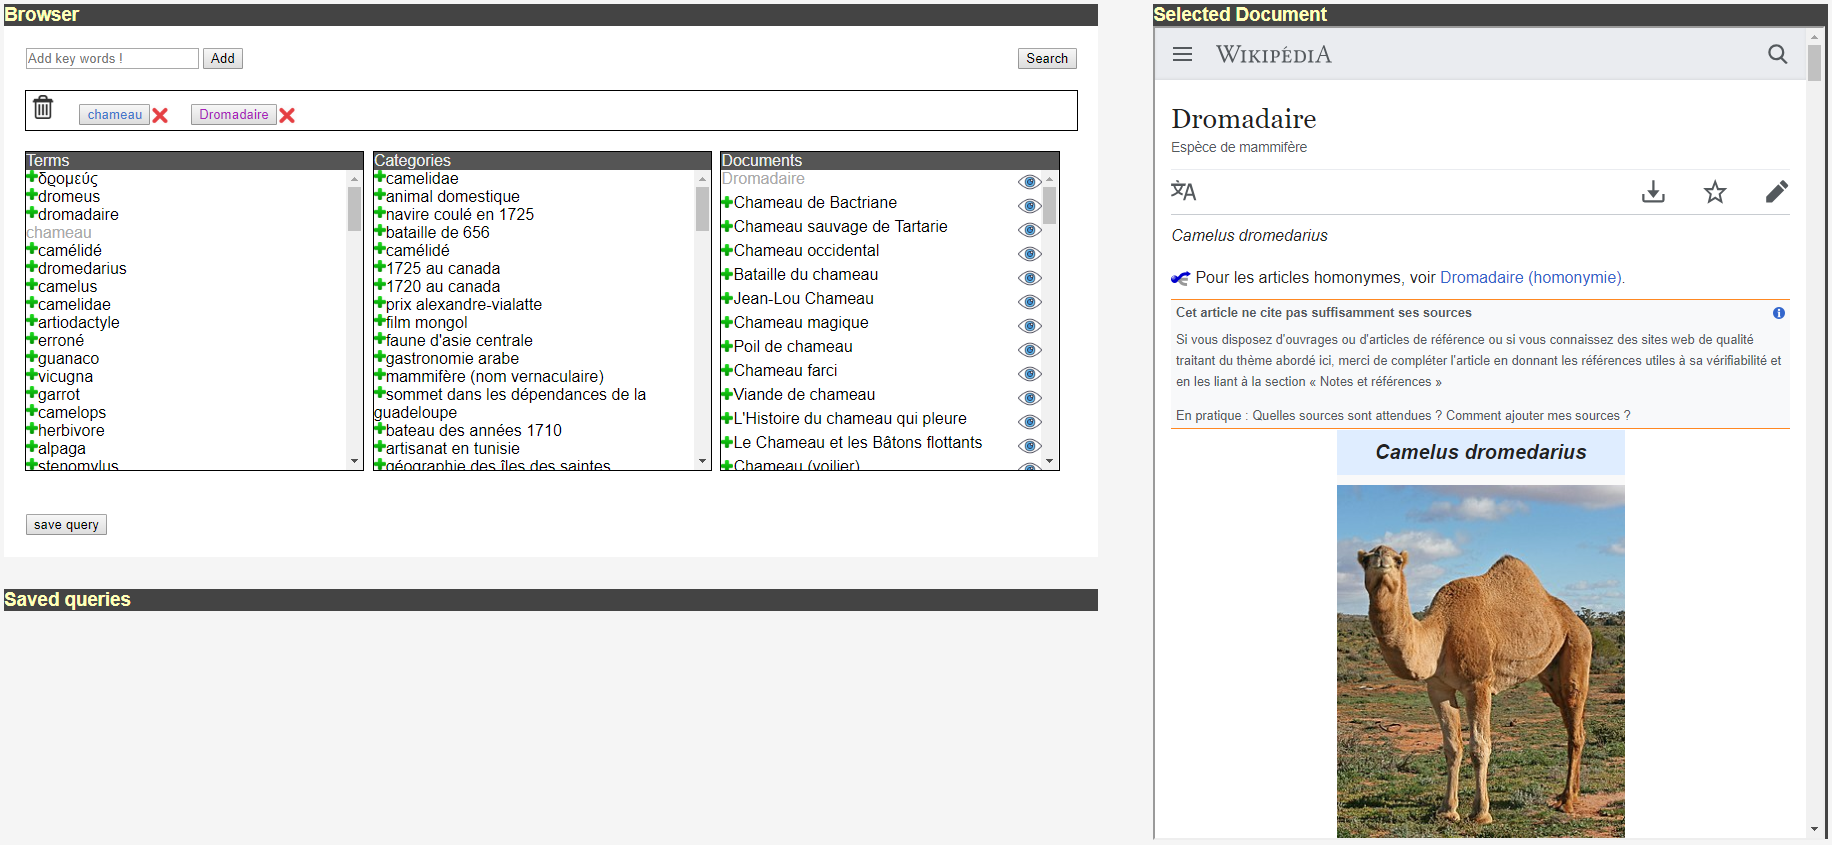 Browser
Add key words !
Add
Search
chameau
Dromadaire
Terms
δρομεύς
dromeus
dromadaire
chameau
camélidé
dromedarius
camelus
camelidae
artiodactyle
erroné
guanaco
vicugna
garrot
camelops
herbivore
alpaga
stenomylus
Categories
camelidae
animal domestique
navire coulé en 1725
bataille de 656
camélidé
1725 au canada
1720 au canada
prix alexandre-vialatte
film mongol
faune d'asie centrale
gastronomie arabe
mammifère (nom vernaculaire)
sommet dans les dépendances de la
guadeloupe
bateau des années 1710
artisanat en tunisie
géographie des îles des saintes
Documents
Dromadaire
Chameau de Bactriane
Chameau sauvage de Tartarie
Chameau occidental
Bataille du chameau
Jean-Lou Chameau
Chameau magique
Poil de chameau
Chameau farci
Viande de chameau
L'Histoire du chameau qui pleure
Le Chameau et les Bâtons flottants
Chameau (voilier)
save query
Saved queries
Selected Document
WIKIPÉDIA
Dromadaire
Espèce de mammifère
Camelus dromedarius
Pour les articles homonymes, voir Dromadaire (homonymie).
Cet article ne cite pas suffisamment ses sources
Si vous disposez d'ouvrages ou d'articles de référence ou si vous connaissez des sites web de qualité
traitant du thème abordé ici, merci de compléter l'article en donnant les références utiles à sa vérifiabilité et
en les liant à la section « Notes et références »
En pratique : Quelles sources sont attendues ? Comment ajouter mes sources ?
Camelus dromedarius